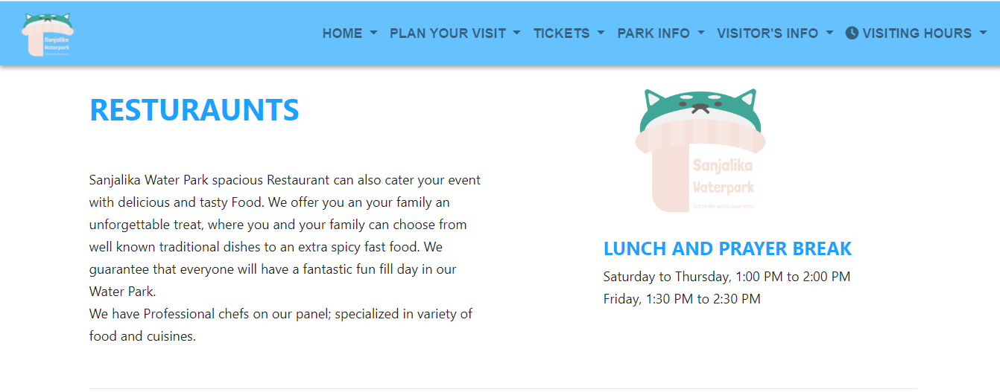 Sanjalika
Waterpark
HOME PLAN YOUR VISIT TICKETS PARK INFO VISITOR'S INFO VISITING HOURS
RESTURAUNTS
Sanjalika Water Park spacious Restaurant can also cater your event
with delicious and tasty Food. We offer you an your family an
unforgettable treat, where you and your family can choose from
well known traditional dishes to an extra spicy fast food. We
guarantee that everyone will have a fantastic fun fill day in our
Water Park.
We have Professional chefs on our panel; specialized in variety of
food and cuisines.
Sanjalika
Waterpark
Out of the world experience
LUNCH AND PRAYER BREAK
Saturday to Thursday, 1:00 PM to 2:00 PM
Friday, 1:30 PM to 2:30 PM